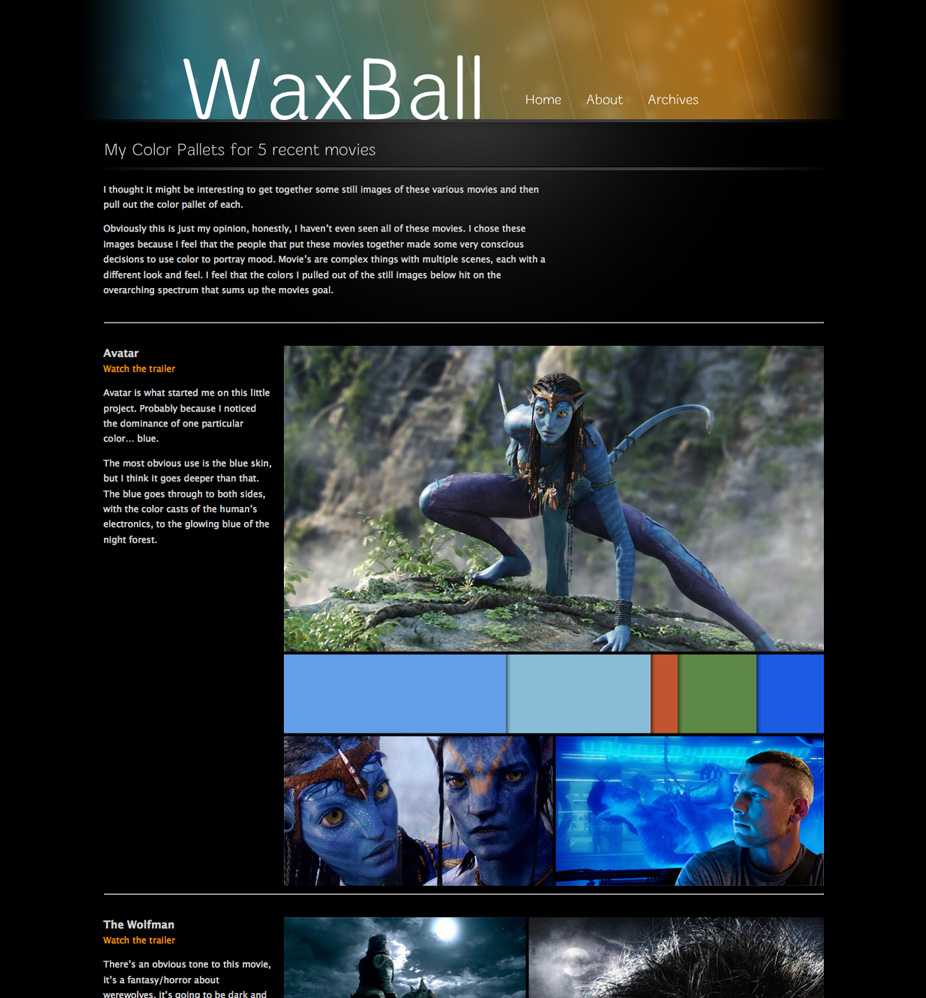 WaxBall
Home About Archives
My Color Pallets for 5 recent movies
I thought it might be interesting to get together some still images of these various movies and then
pull out the color pallet of each.
Obviously this is just my opinion, honestly, I haven't even seen all of these movies. I chose these
images because I feel that the people that put these movies together made some very conscious
decisions to use color to portray mood. Movie's are complex things with multiple scenes, each with a
different look and feel. I feel that the colors I pulled out of the still images below hit on the
overarching spectrum that sums up the movies goal.
Avatar
Watch the trailer
Avatar is what started me on this little
project. Probably because I noticed
the dominance of one particular
color... blue.
The most obvious use is the blue skin,
but I think it goes deeper than that.
The blue goes through to both sides,
with the color casts of the human's
electronics, to the glowing blue of the
night forest.
The Wolfman
Watch the trailer
There's an obvious tone to this movie,
it's a fantasy/horror about
werewolves, it's going to be dark and